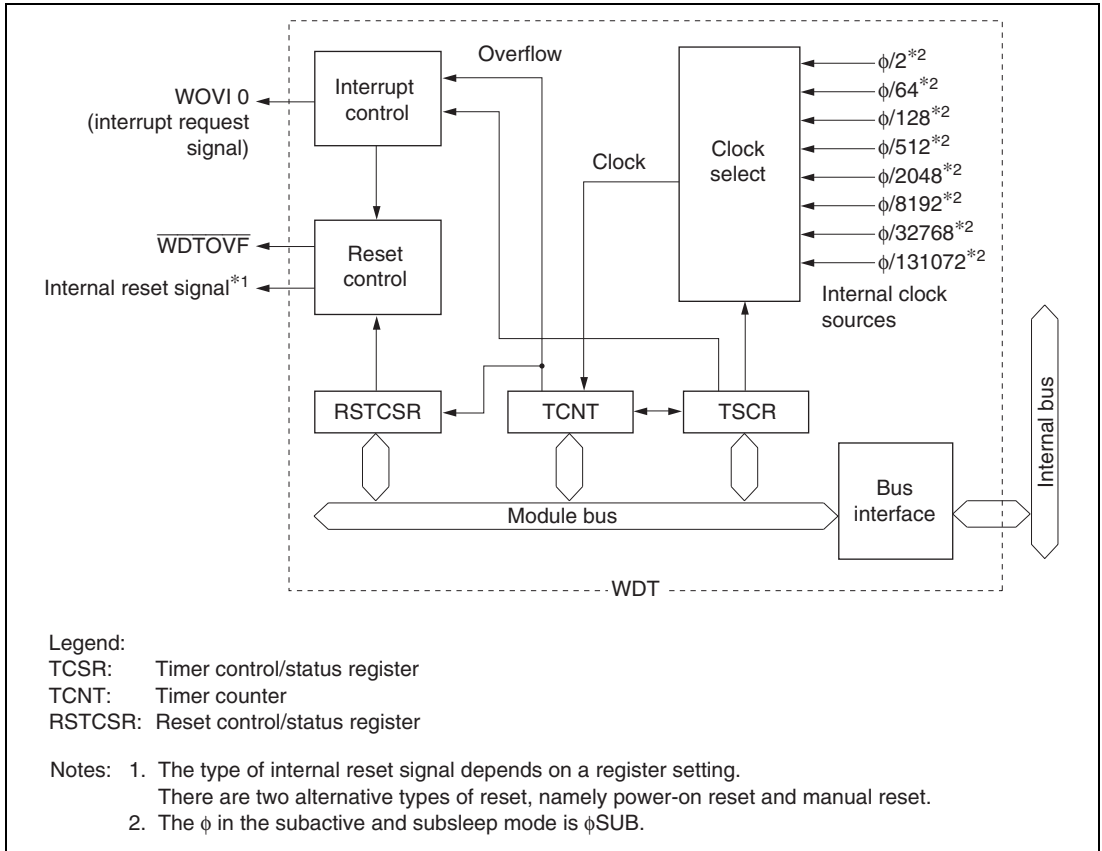 Overflow
WOVI 0
(interrupt request
signal)
Interrupt
control
Clock
Clock
select
ϕ/2*2
ϕ/64*2
ϕ/128*2
ϕ/512*2
ϕ/2048*2
ϕ/8192*2
ϕ/32768*2
ϕ/131072*2
Internal clock
sources
WDTOVF
Internal reset signal*1
Reset
control
RSTCSR
TCNT
TSCR
Module bus
Bus
interface
Internal bus
WDT
Legend:
TCSR: Timer control/status register
TCNT: Timer counter
RSTCSR: Reset control/status register
Notes: 1. The type of internal reset signal depends on a register setting.
There are two alternative types of reset, namely power-on reset and manual reset.
2. The ϕ in the subactive and subsleep mode is ϕSUB.